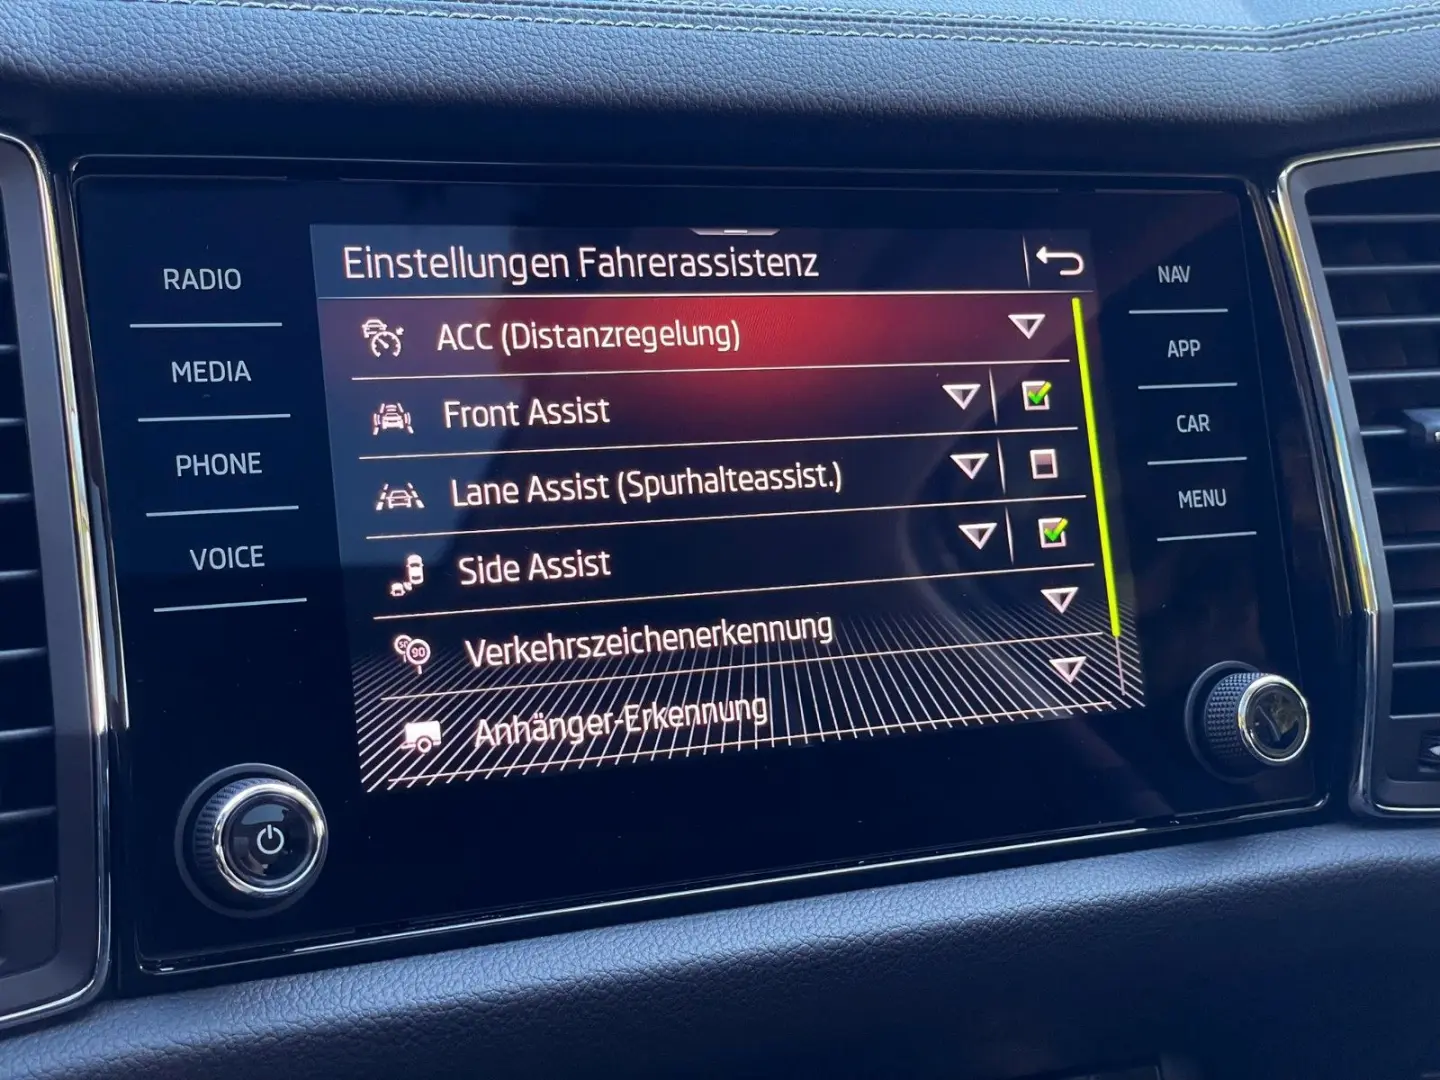 RADIO
MEDIA
PHONE
VOICE
Einstellungen Fahrerassistenz
ACC (Distanzregelung)
Front Assist
Lane Assist (Spurhalteassist.)
Side Assist
90
Verkehrszeichenerkennung
Anhänger-Erkennung
NAV
APP
CAR
MENU